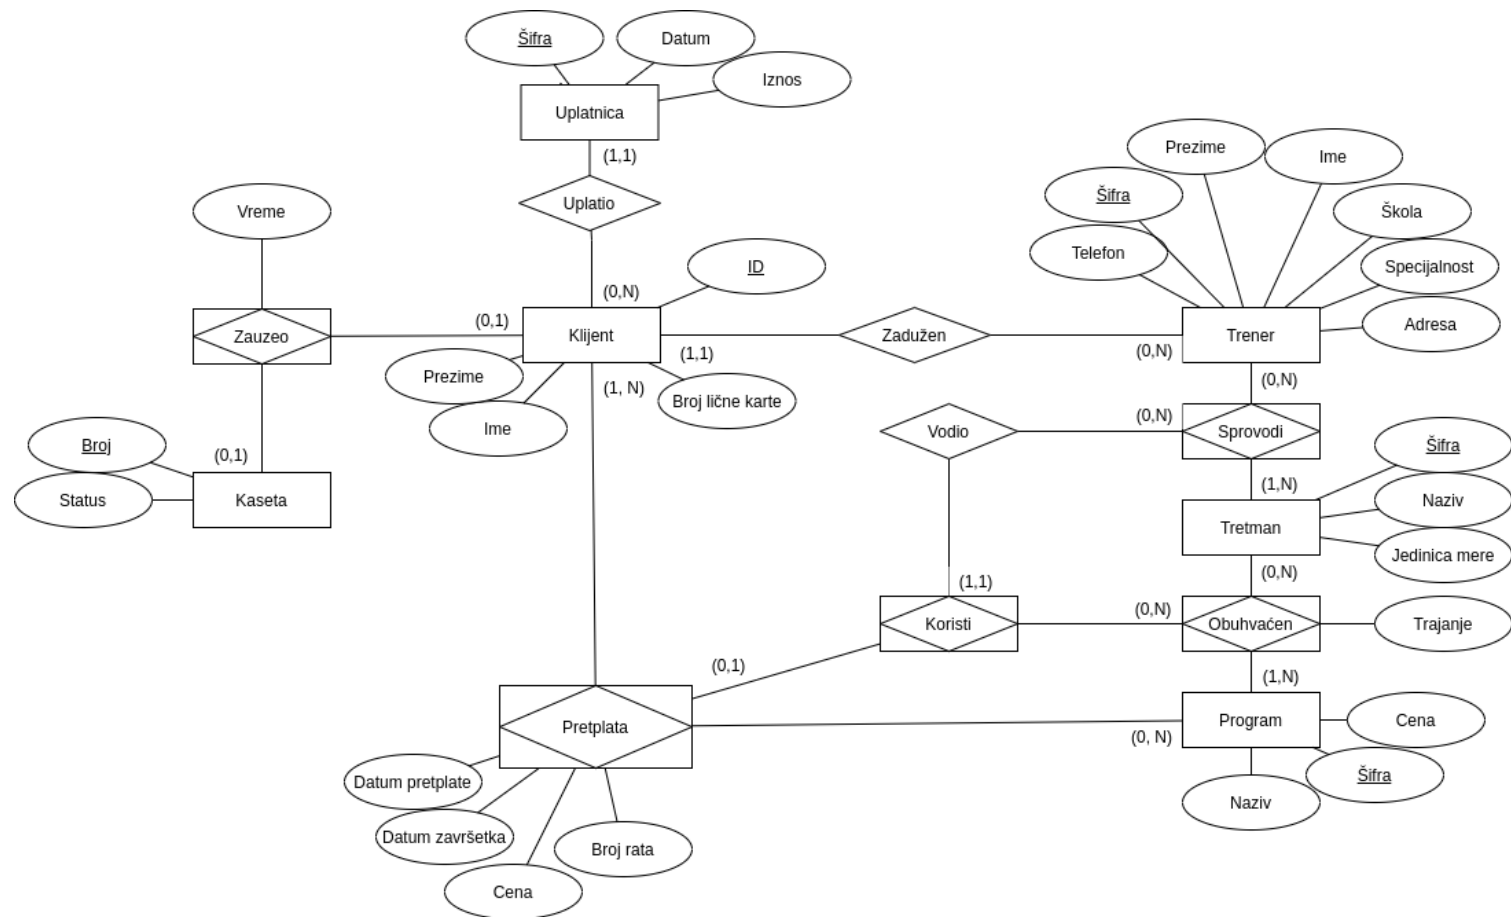 Šifra
Datum
Iznos
Uplatnica
(1,1)
Uplatio
(0,N)
Vreme
Zauzeo
(0,1)
Klijent
ID
(1,1)
Prezime
Ime
(1, N)
Broj lične karte
Zadužen
(0,N)
Trener
Prezime
Ime
Šifra
Škola
Telefon
Specijalnost
Adresa
(0,N)
Vodio
(0,N)
Sprovodi
(1,N)
Broj
(0,1)
Status
Kaseta
Šifra
Naziv
Tretman
Jedinica mere
(0,N)
(1,1)
Koristi
(0,N)
Obuhvaćen
Trajanje
(0,1)
(1,N)
Pretplata
(0, N)
Program
Cena
Šifra
Naziv
Datum pretplate
Datum završetka
Broj rata
Cena